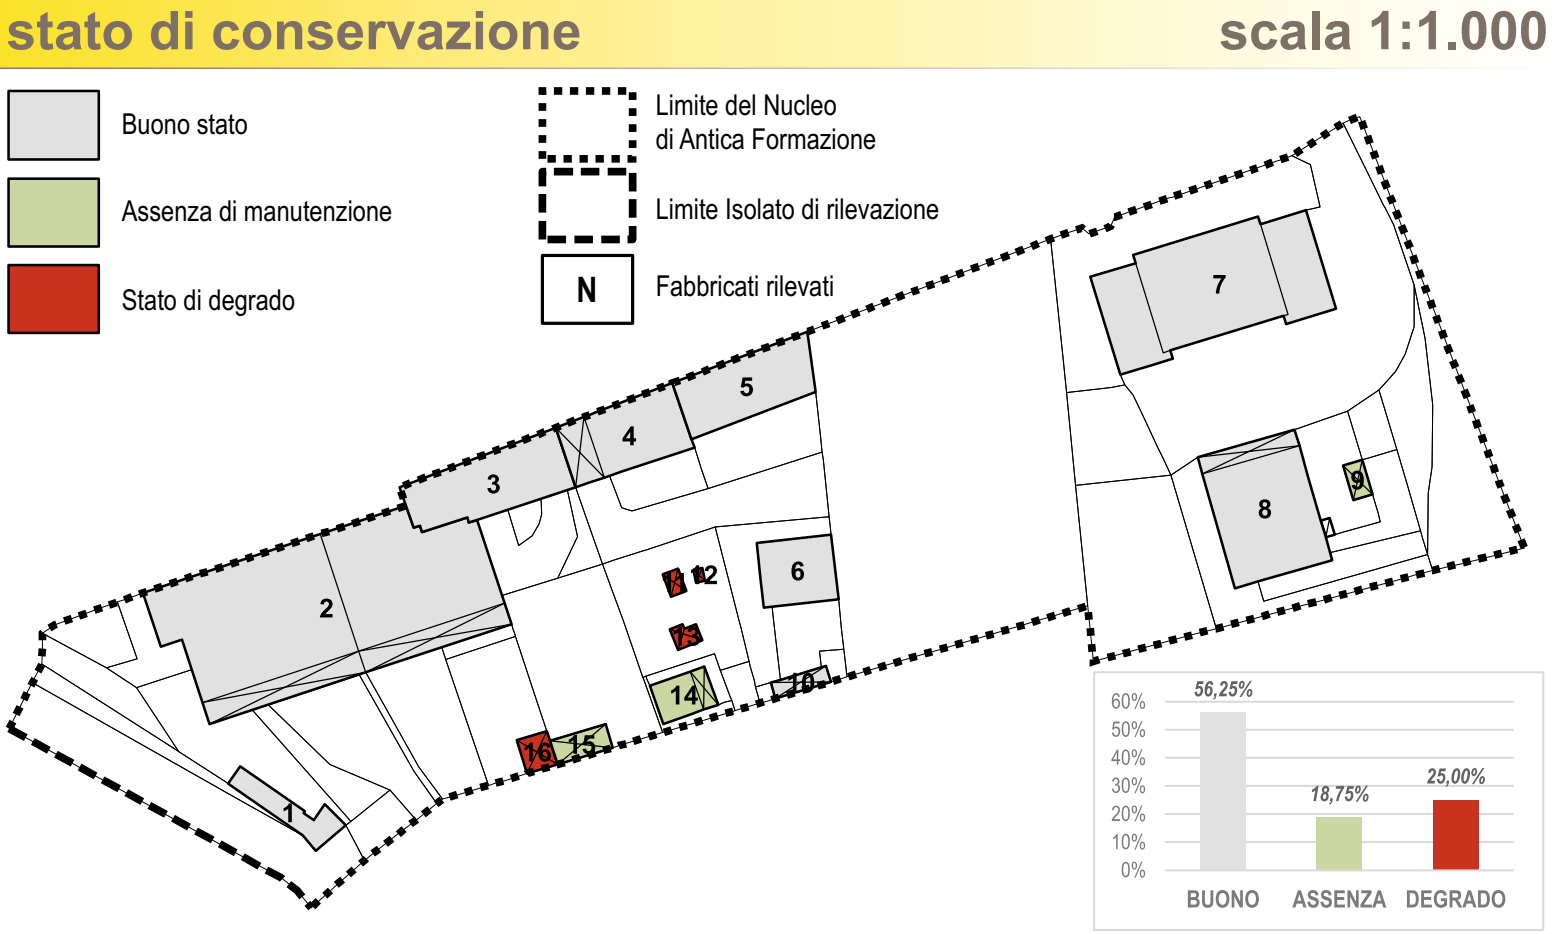 stato di conservazione
scala 1:1.000
Buono stato
Assenza di manutenzione
Stato di degrado
Limite del Nucleo
di Antica Formazione
Limite Isolato di rilevazione
N
Fabbricati rilevati
1
2
3
4
5
6
7
8
9
10
11
12
13
14
15
16
60%
50%
40%
30%
20%
10%
0%
56,25%
18,75%
25,00%
BUONO
ASSENZA
DEGRADO